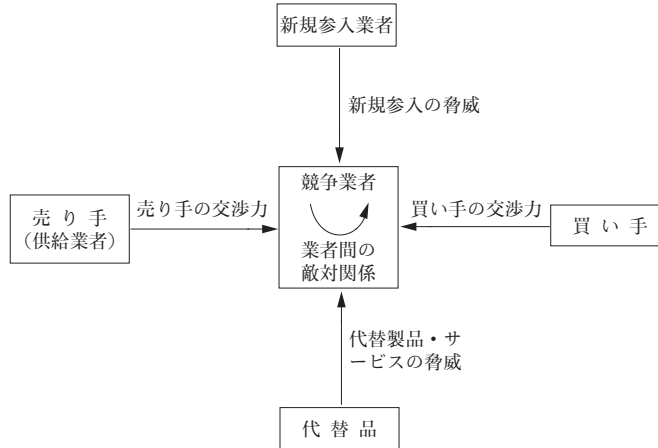 新規参入業者
新規参入の脅威
競争業者
業者間の
敵対関係
売り手の交渉力
売り手
(供給業者)
買い手の交渉力
買い手
代替製品・サ
ービスの脅威
代替品